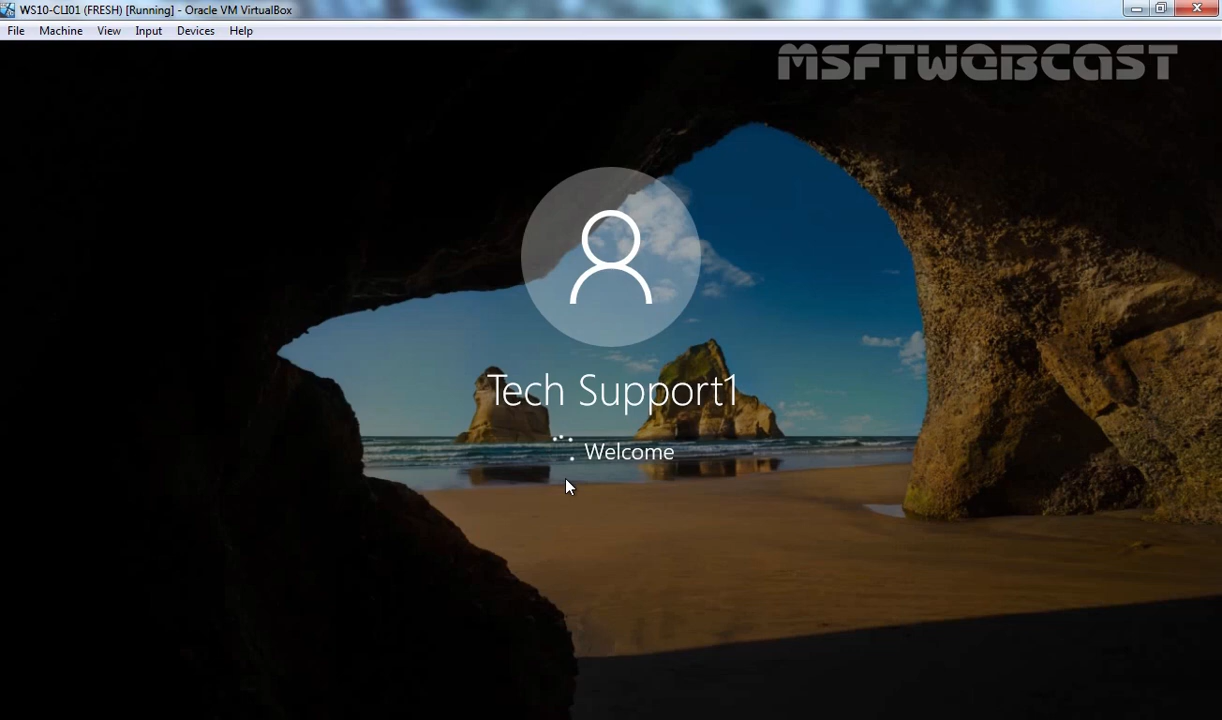 WS10-CLI01 (FRESH) [Running] - Oracle VM VirtualBox
File Machine View Input Devices Help
MSFTWEBCAST
Tech Support1
Welcome